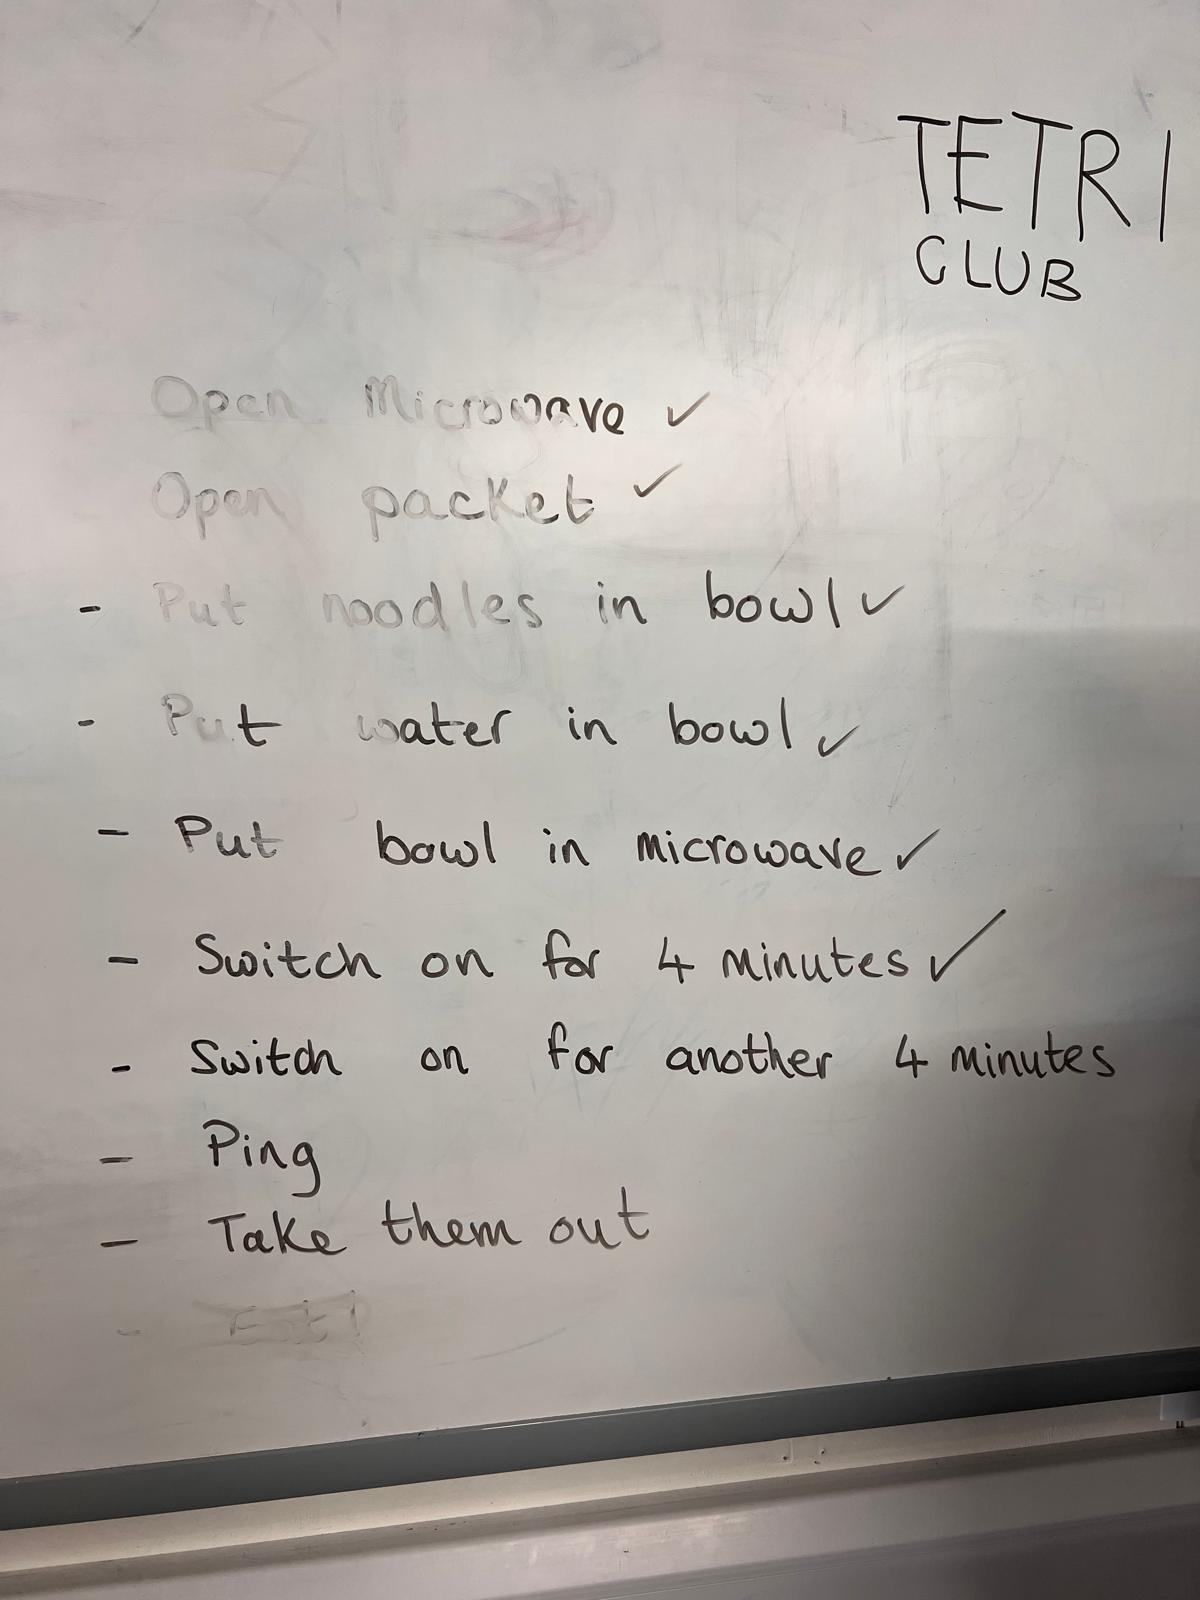 TETRI
CLUB
Open Microwave ✓
Open packet ✓
- Put noodles in bowl ✓
- Put water in bowl ✓
- Put bowl in microwave ✓
- Switch on for 4 minutes ✓
- Switch on for another 4 minutes
- Ping
- Take them out
-